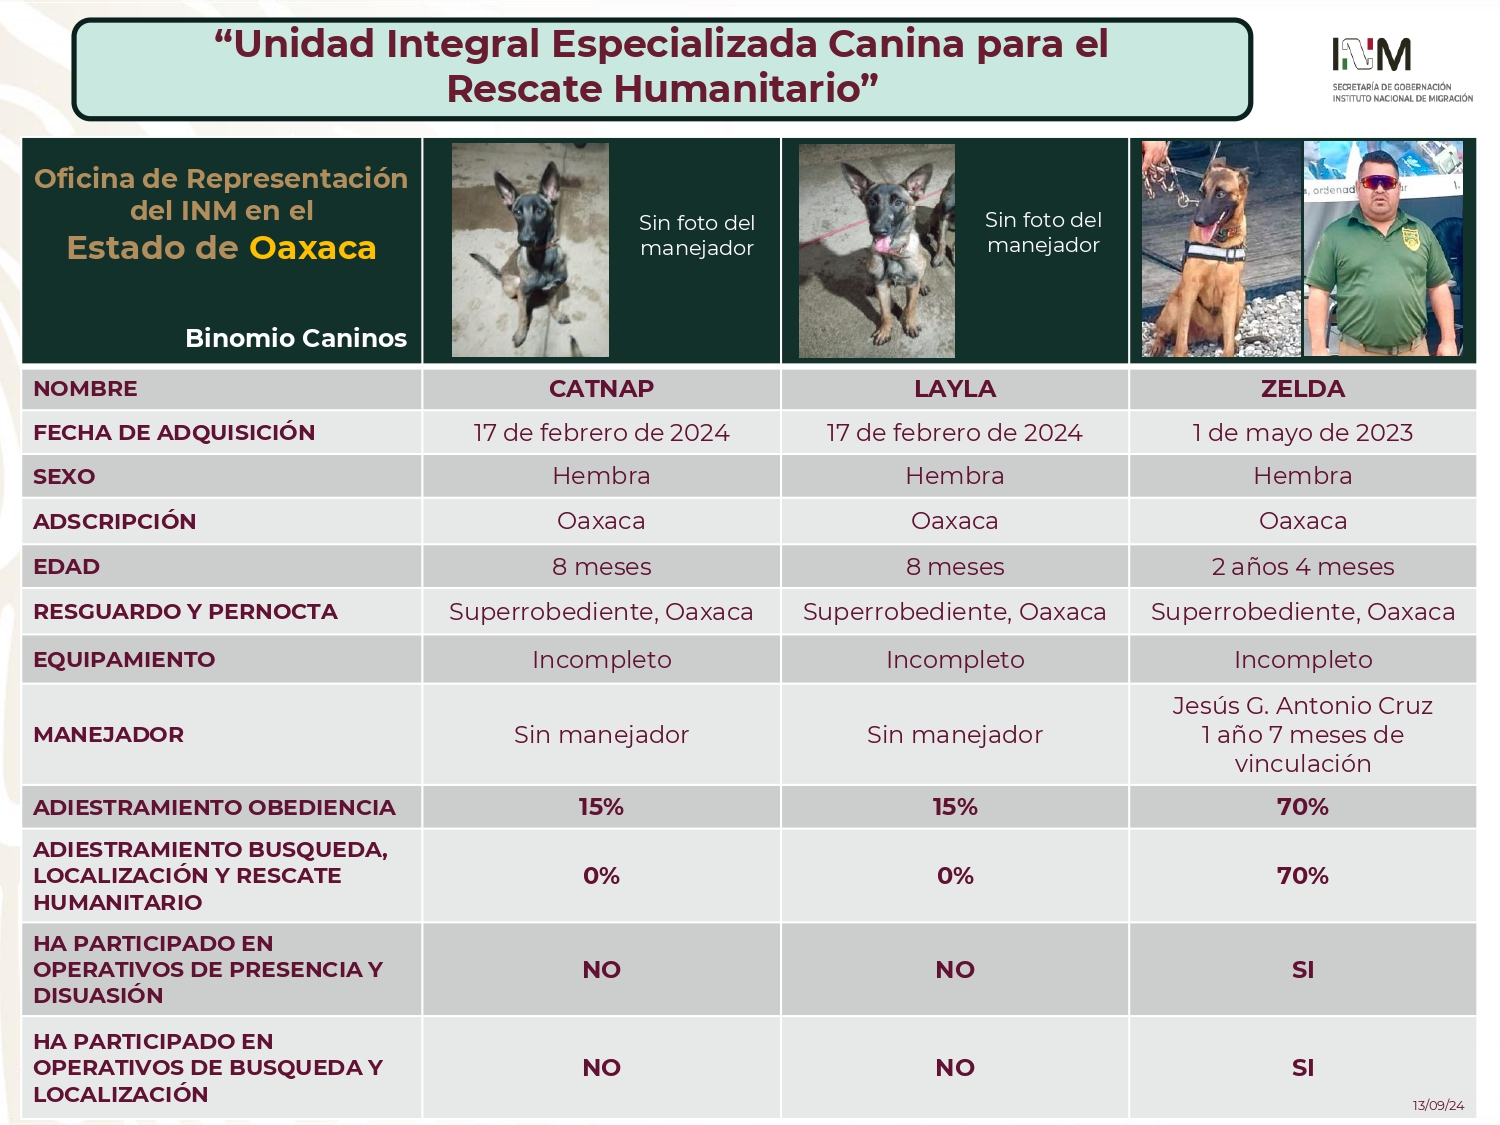 “Unidad Integral Especializada Canina para el
Rescate Humanitario”
INM
SECRETARÍA DE GOBERNACIÓN
INSTITUTO NACIONAL DE MIGRACIÓN
Oficina de Representación
del INM en el
Estado de Oaxaca
Binomio Caninos
Sin foto del
manejador
Sin foto del
manejador
NOMBRE CATNAP LAYLA ZELDA
FECHA DE ADQUISICIÓN 17 de febrero de 2024 17 de febrero de 2024 1 de mayo de 2023
SEXO Hembra Hembra Hembra
ADSCRIPCIÓN Oaxaca Oaxaca Oaxaca
EDAD 8 meses 8 meses 2 años 4 meses
RESGUARDO Y PERNOCTA Superrobediente, Oaxaca Superrobediente, Oaxaca Superrobediente, Oaxaca
EQUIPAMIENTO Incompleto Incompleto Incompleto
MANEJADOR Sin manejador Sin manejador Jesús G. Antonio Cruz
1 año 7 meses de
vinculación
ADIESTRAMIENTO OBEDIENCIA 15% 15% 70%
ADIESTRAMIENTO BUSQUEDA,
LOCALIZACIÓN Y RESCATE
HUMANITARIO
0% 0% 70%
HA PARTICIPADO EN
OPERATIVOS DE PRESENCIA Y
DISUASIÓN
NO NO SI
HA PARTICIPADO EN
OPERATIVOS DE BUSQUEDA Y
LOCALIZACIÓN
NO NO SI
13/09/24